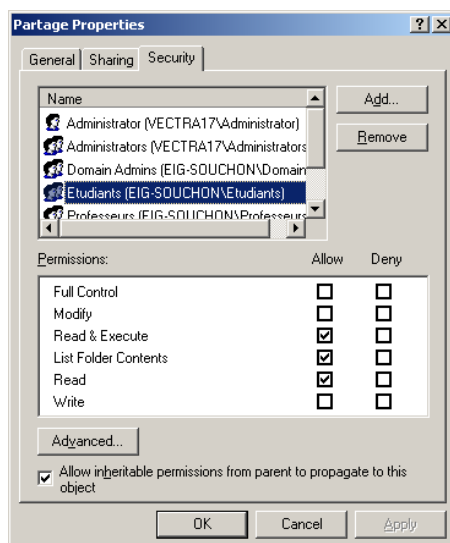 Partage Properties
General Sharing Security
Name
Add...
Administrator (VECTRA17\Administrator)
Administrators (VECTRA17\Administrators
Remove
Domain Admins (EIG-SOUCHON\Domain
Etudiants (EIG-SOUCHON\Etudiants)
Professeurs (EIG-SOUCHON\Professeurs
Permissions: Allow Deny
Full Control
Modify
Read & Execute
List Folder Contents
Read
Write
Advanced...
Allow inheritable permissions from parent to propagate to this
object
OK Cancel Apply